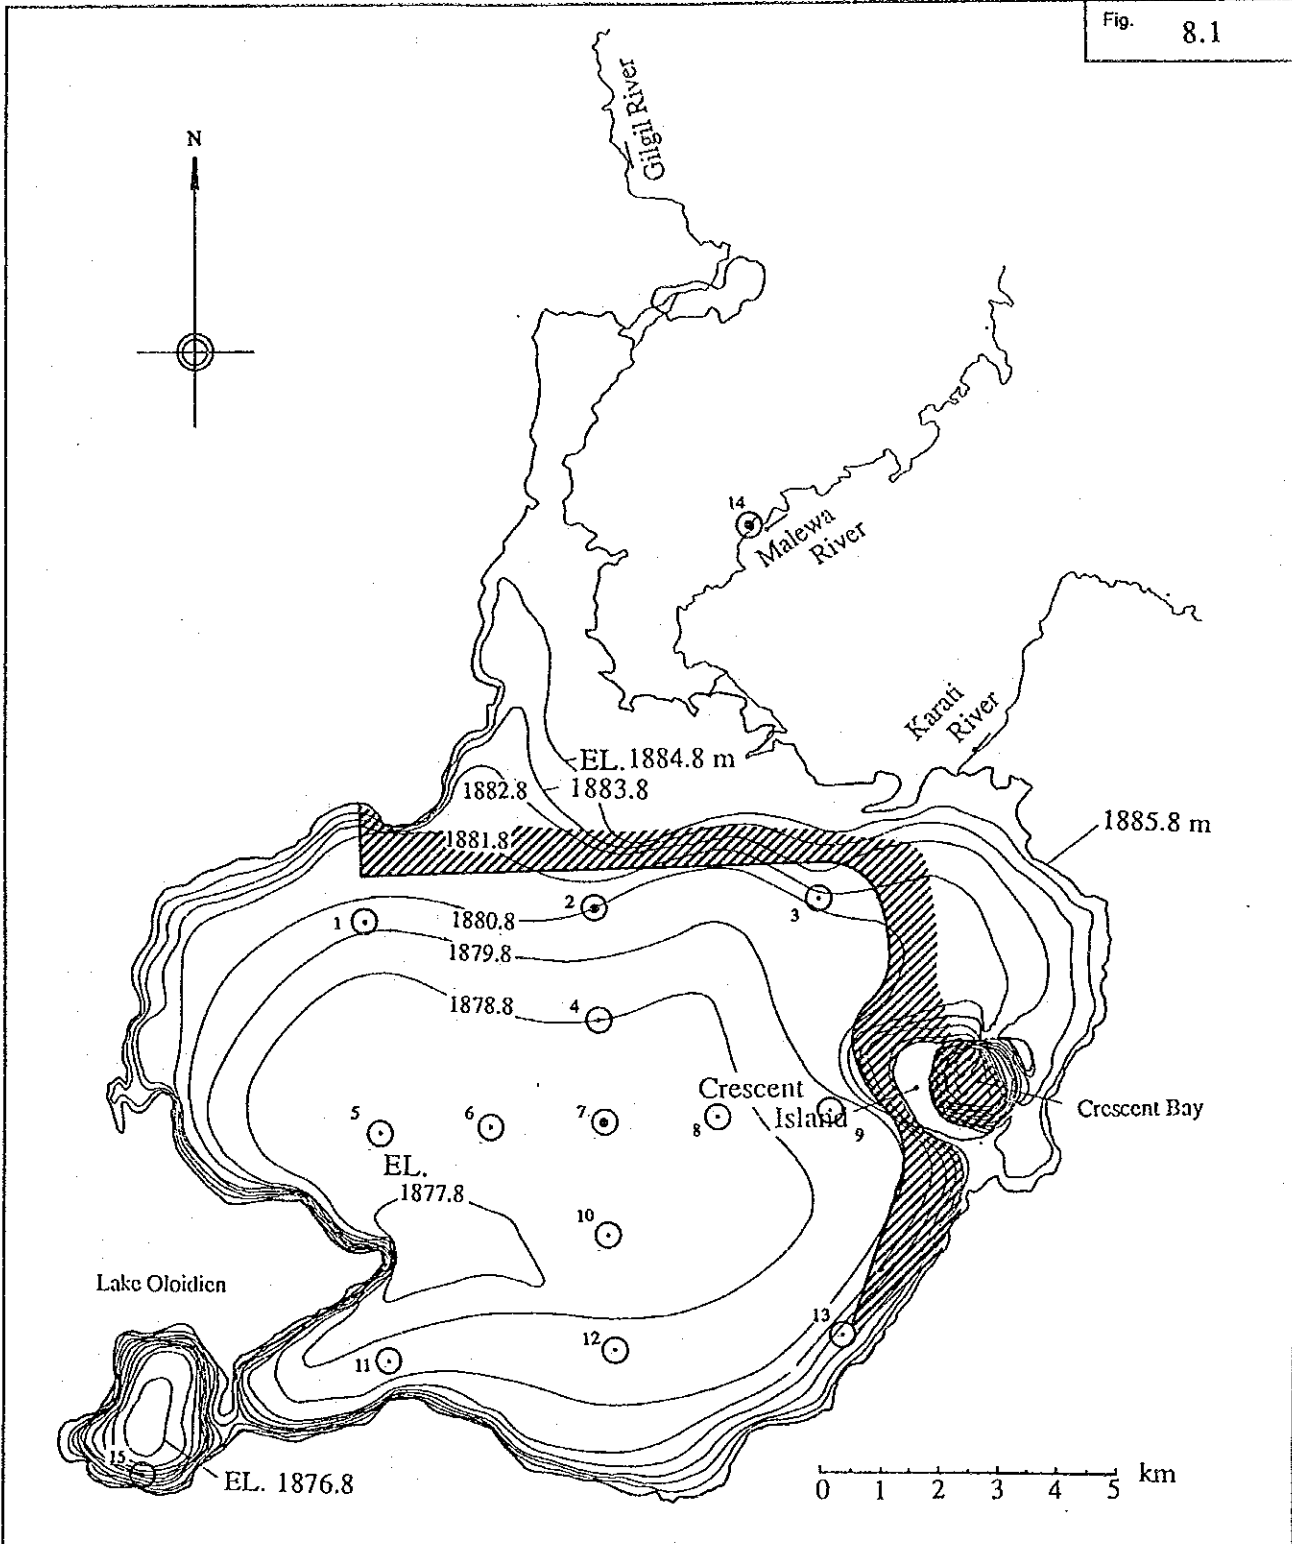 Fig. 8.1
N
Gilgil River
14
Malewa
River
Karati
River
EL. 1884.8 m
1883.8
1882.8
1881.8
1885.8 m
1
2
3
1880.8
1879.8
1878.8
4
Crescent
Island
Crescent Bay
5
6
7
8
9
EL.
1877.8
10
Lake Oloidien
11
12
13
15
EL. 1876.8
0 1 2 3 4 5 km